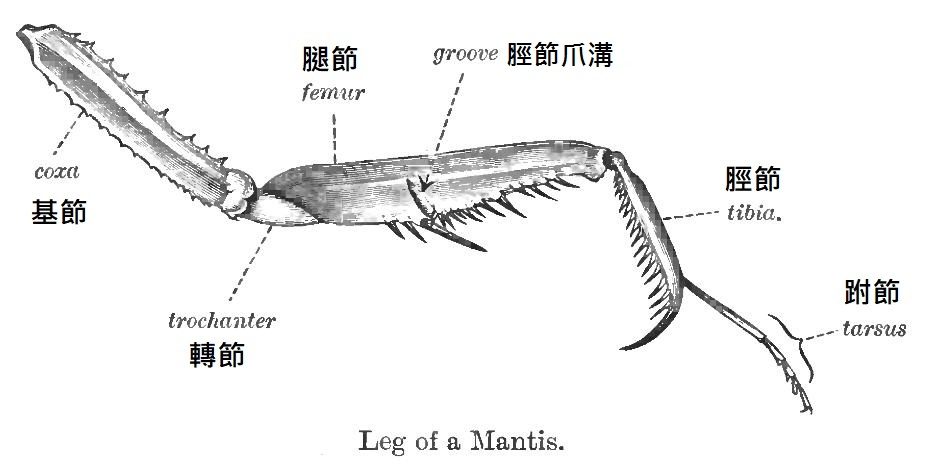 腿節
femur
groove 脛節爪溝
coxa
基節
脛節
tibia.
trochanter
轉節
跗節
tarsus
Leg of a Mantis.